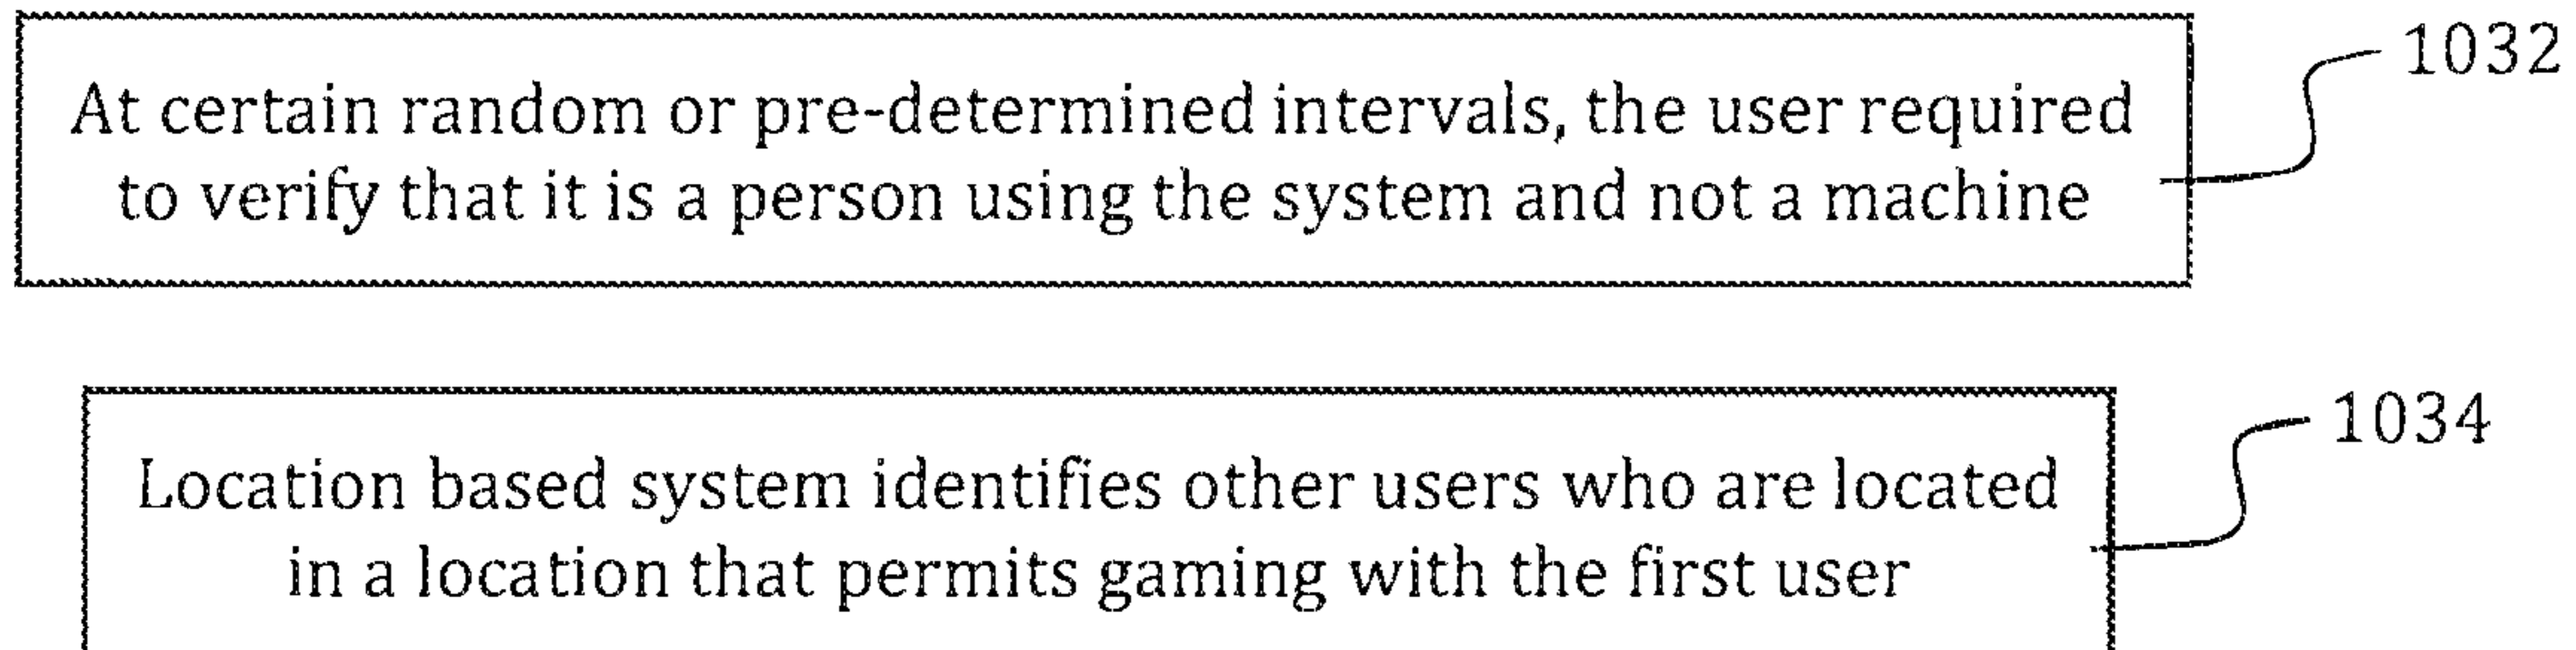 1032
At certain random or pre-determined intervals, the user required
to verify that it is a person using the system and not a machine
1034
Location based system identifies other users who are located
in a location that permits gaming with the first user